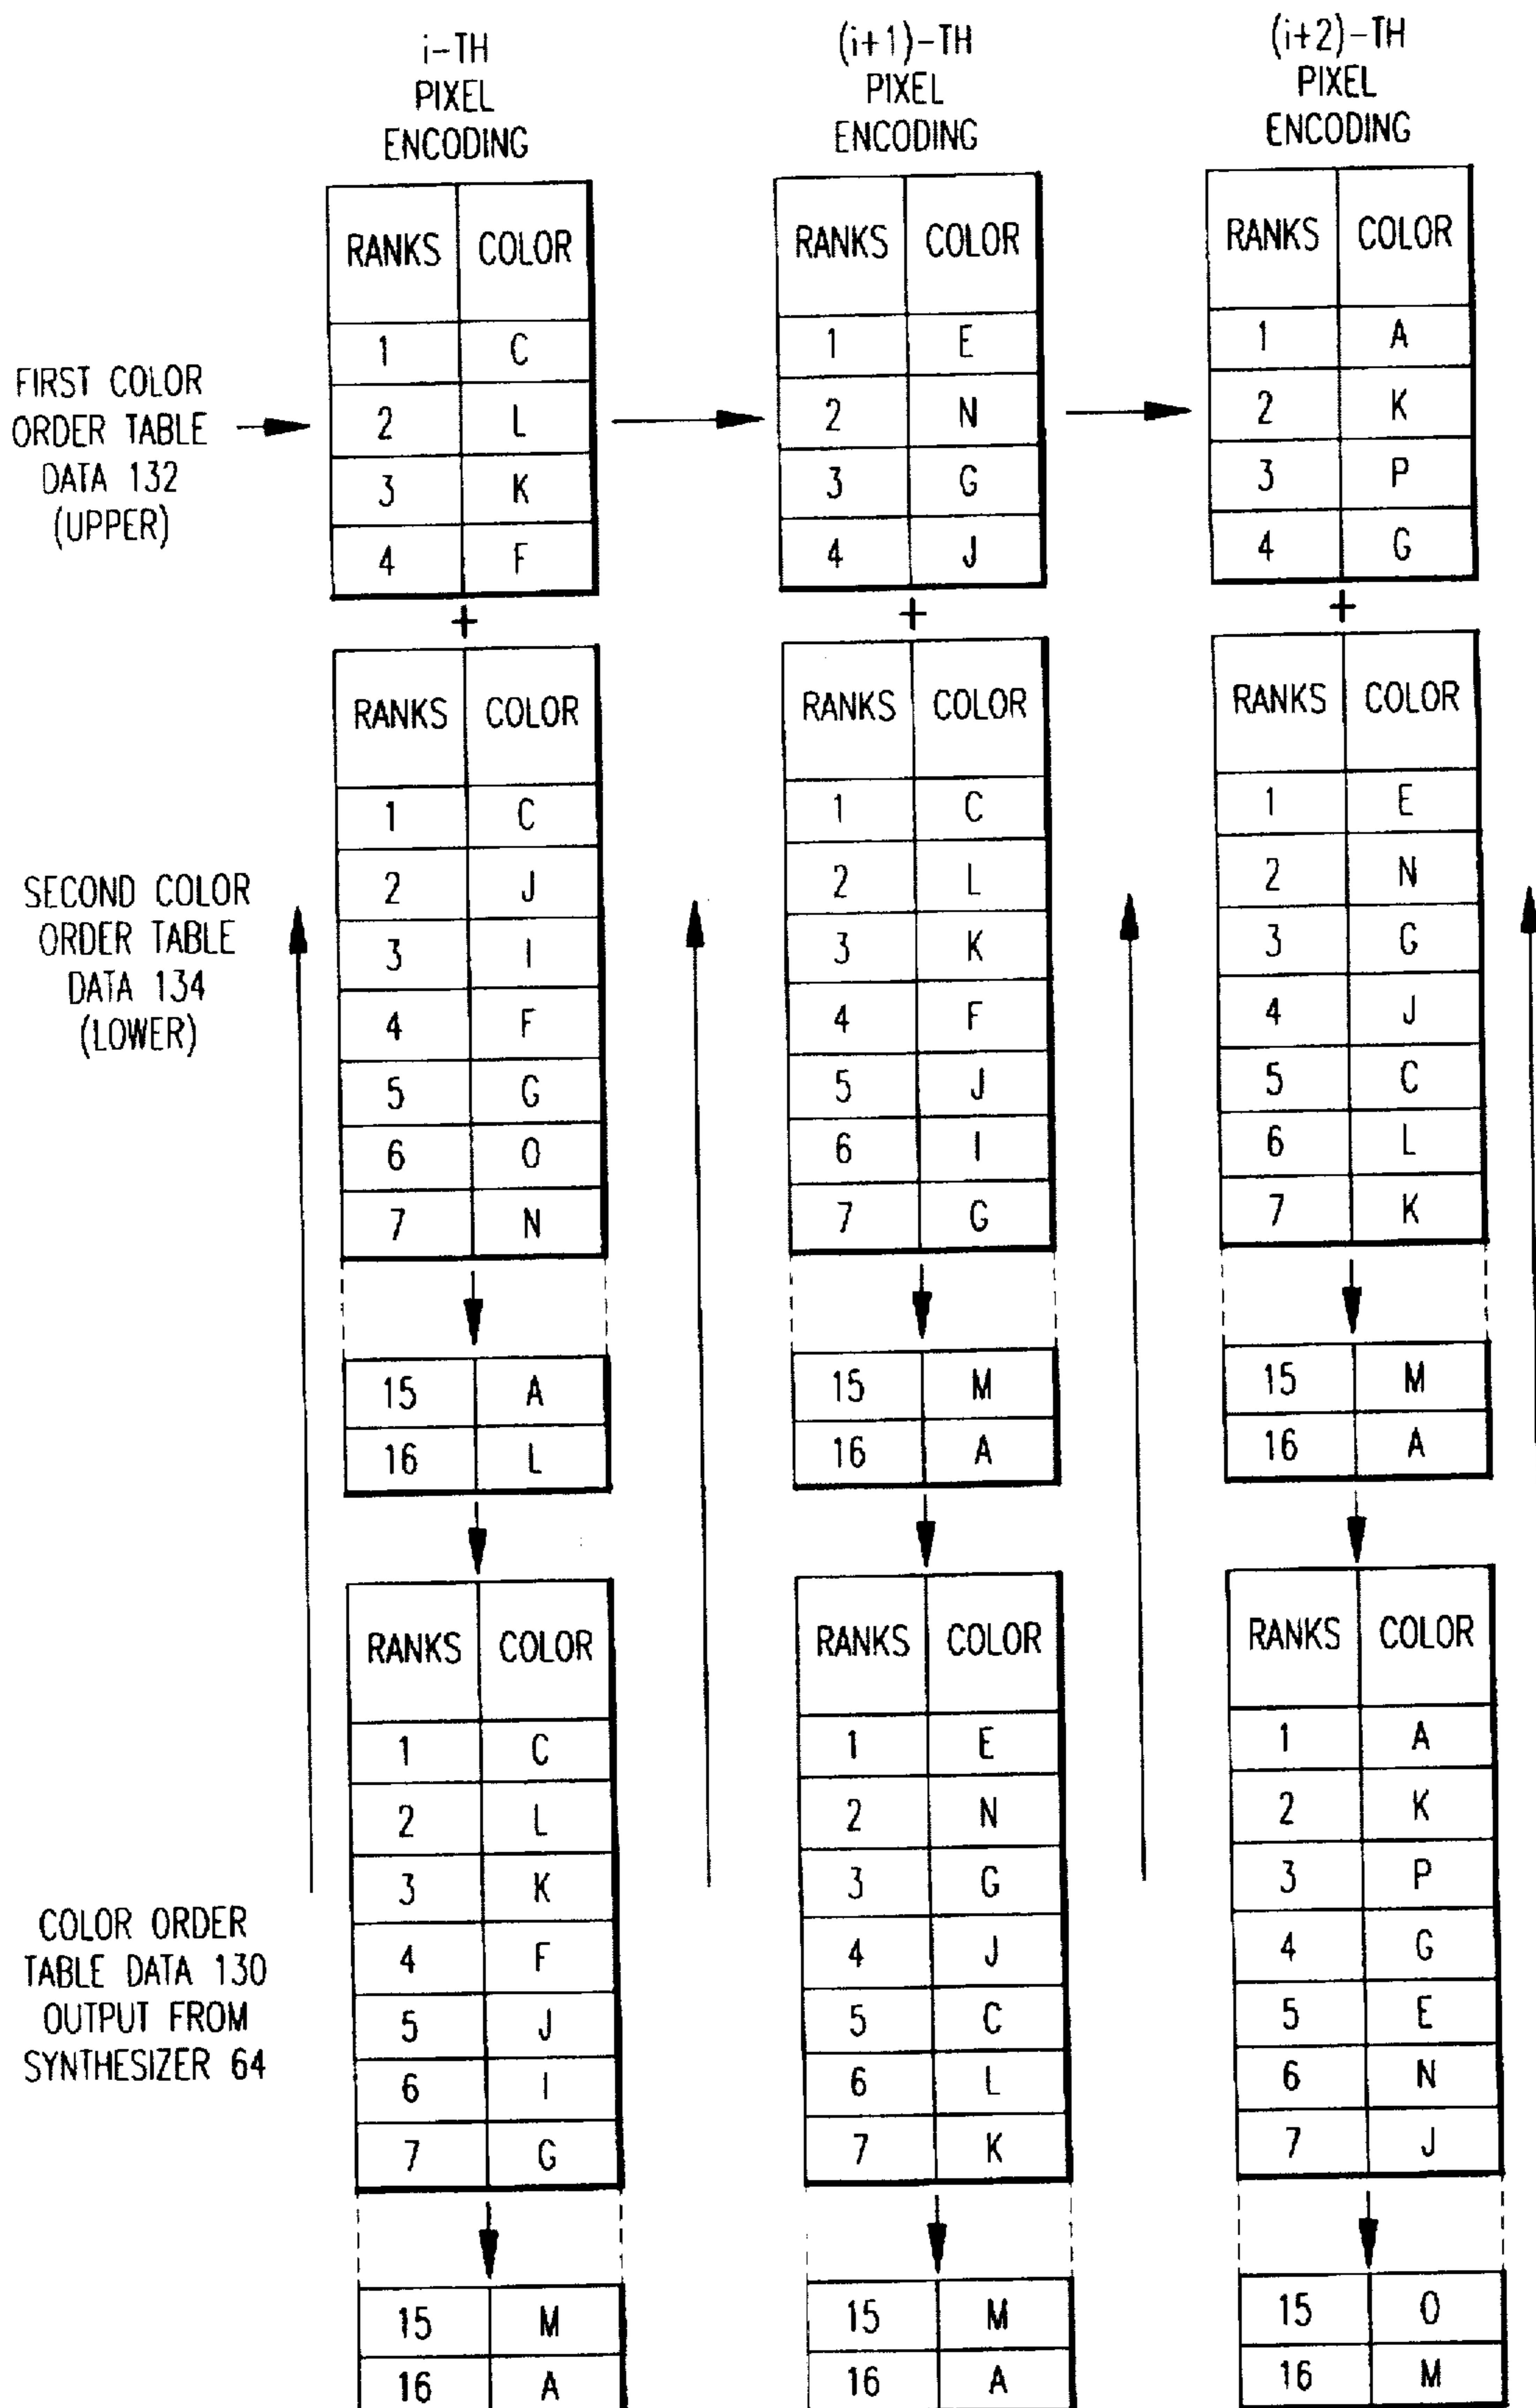 i-TH
PIXEL
ENCODING
(i+1)-TH
PIXEL
ENCODING
(i+2)-TH
PIXEL
ENCODING
FIRST COLOR
ORDER TABLE
DATA 132
(UPPER)
RANKS COLOR
1 C
2 L
3 K
4 F
RANKS COLOR
1 E
2 N
3 G
4 J
RANKS COLOR
1 A
2 K
3 P
4 G
+
+
+
SECOND COLOR
ORDER TABLE
DATA 134
(LOWER)
RANKS COLOR
1 C
2 J
3 I
4 F
5 G
6 O
7 N
15 A
16 L
RANKS COLOR
1 C
2 L
3 K
4 F
5 J
6 I
7 G
15 M
16 A
RANKS COLOR
1 E
2 N
3 G
4 J
5 C
6 L
7 K
15 M
16 A
COLOR ORDER
TABLE DATA 130
OUTPUT FROM
SYNTHESIZER 64
RANKS COLOR
1 C
2 L
3 K
4 F
5 J
6 I
7 G
15 M
16 A
RANKS COLOR
1 E
2 N
3 G
4 J
5 C
6 L
7 K
15 M
16 A
RANKS COLOR
1 A
2 K
3 P
4 G
5 E
6 N
7 J
15 O
16 M